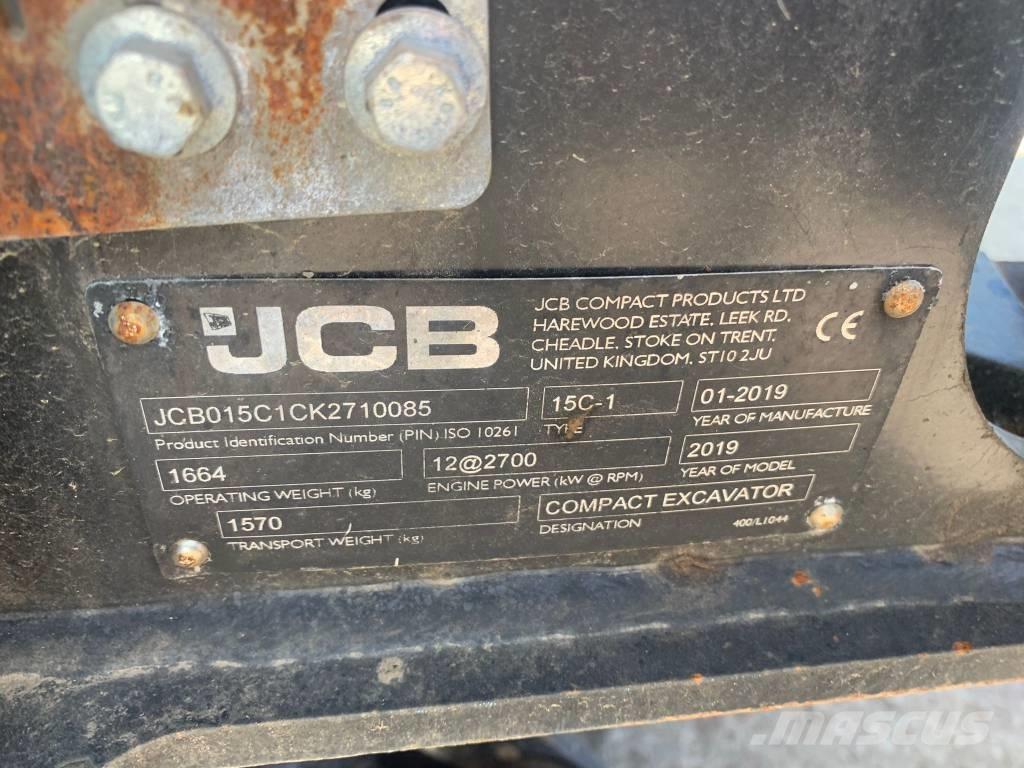 JCB
JCB COMPACT PRODUCTS LTD
HAREWOOD ESTATE, LEEK RD,
CHEADLE, STOKE ON TRENT,
UNITED KINGDOM, ST10 2JU
CE
JCB015C1CK2710085
Product Identification Number (PIN) ISO 10261
15C-1
TYPE
01-2019
YEAR OF MANUFACTURE
1664
OPERATING WEIGHT (kg)
12@2700
ENGINE POWER (kW @ RPM)
2019
YEAR OF MODEL
1570
TRANSPORT WEIGHT (kg)
COMPACT EXCAVATOR
DESIGNATION
400/L1044
MASCUS